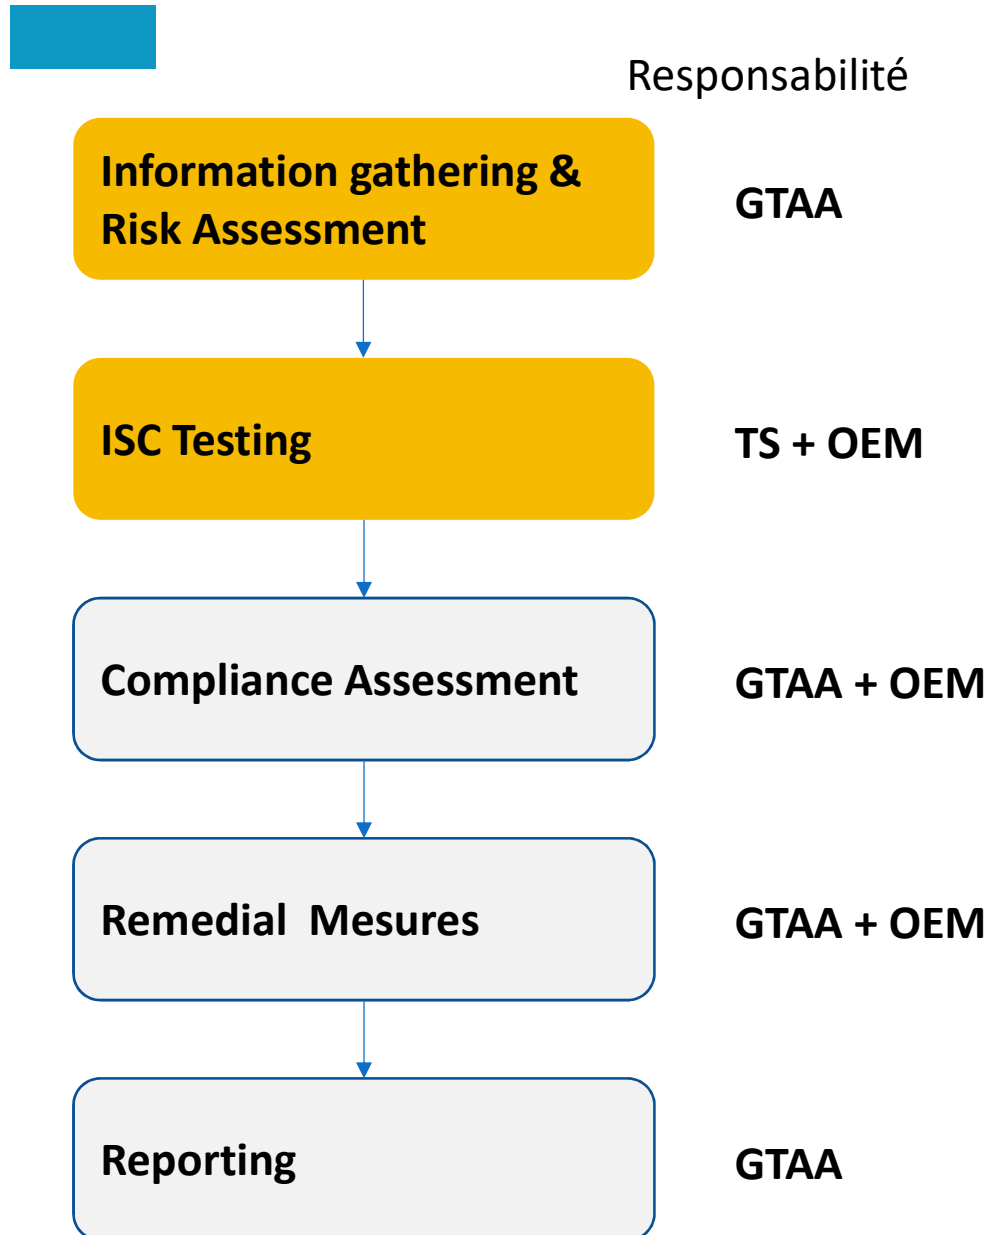 Responsabilité
Information gathering &
Risk Assessment
GTAA
ISC Testing
TS + OEM
Compliance Assessment
GTAA + OEM
Remedial  Mesures
GTAA + OEM
Reporting
GTAA